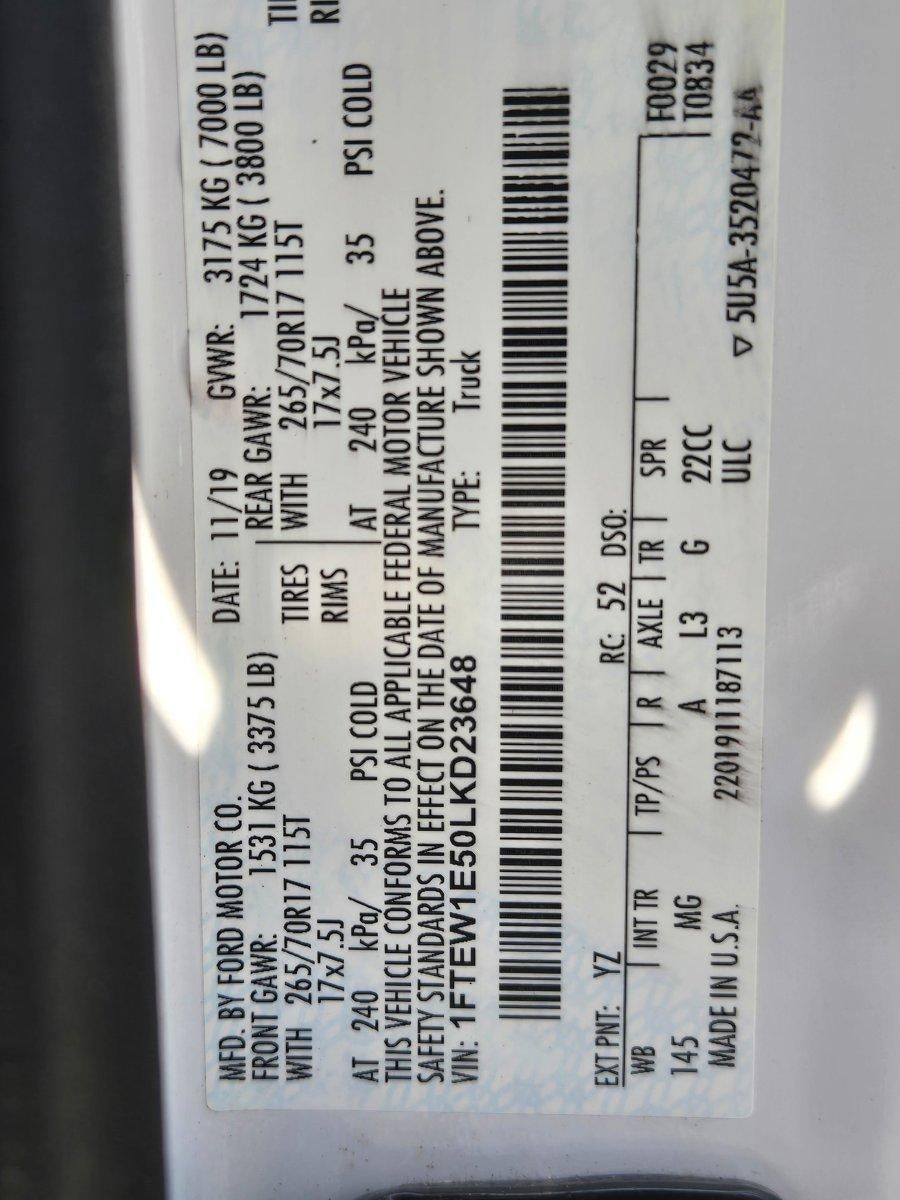 MFD. BY FORD MOTOR CO. DATE: 11/19 GVWR: 3175 KG ( 7000 LB)
FRONT GAWR: 1531 KG ( 3375 LB) REAR GAWR: 1724 KG ( 3800 LB)
WITH 265/70R17 115T TIRES WITH 265/70R17 115T
17x7.5J RIMS 17x7.5J
AT 240 kPa/ 35 PSI COLD AT 240 kPa/ 35 PSI COLD
THIS VEHICLE CONFORMS TO ALL APPLICABLE FEDERAL MOTOR VEHICLE
SAFETY STANDARDS IN EFFECT ON THE DATE OF MANUFACTURE SHOWN ABOVE.
VIN: 1FTEW1E50LKD23648 TYPE: Truck
EXT PNT: YZ RC: 52 DSO: F0029
WB INT TR TP/PS R AXLE TR SPR T0834
145 MG A L3 G 22CC
MADE IN U.S.A. 220191118​7113 ULC ▽ 5U5A-3520472-AA